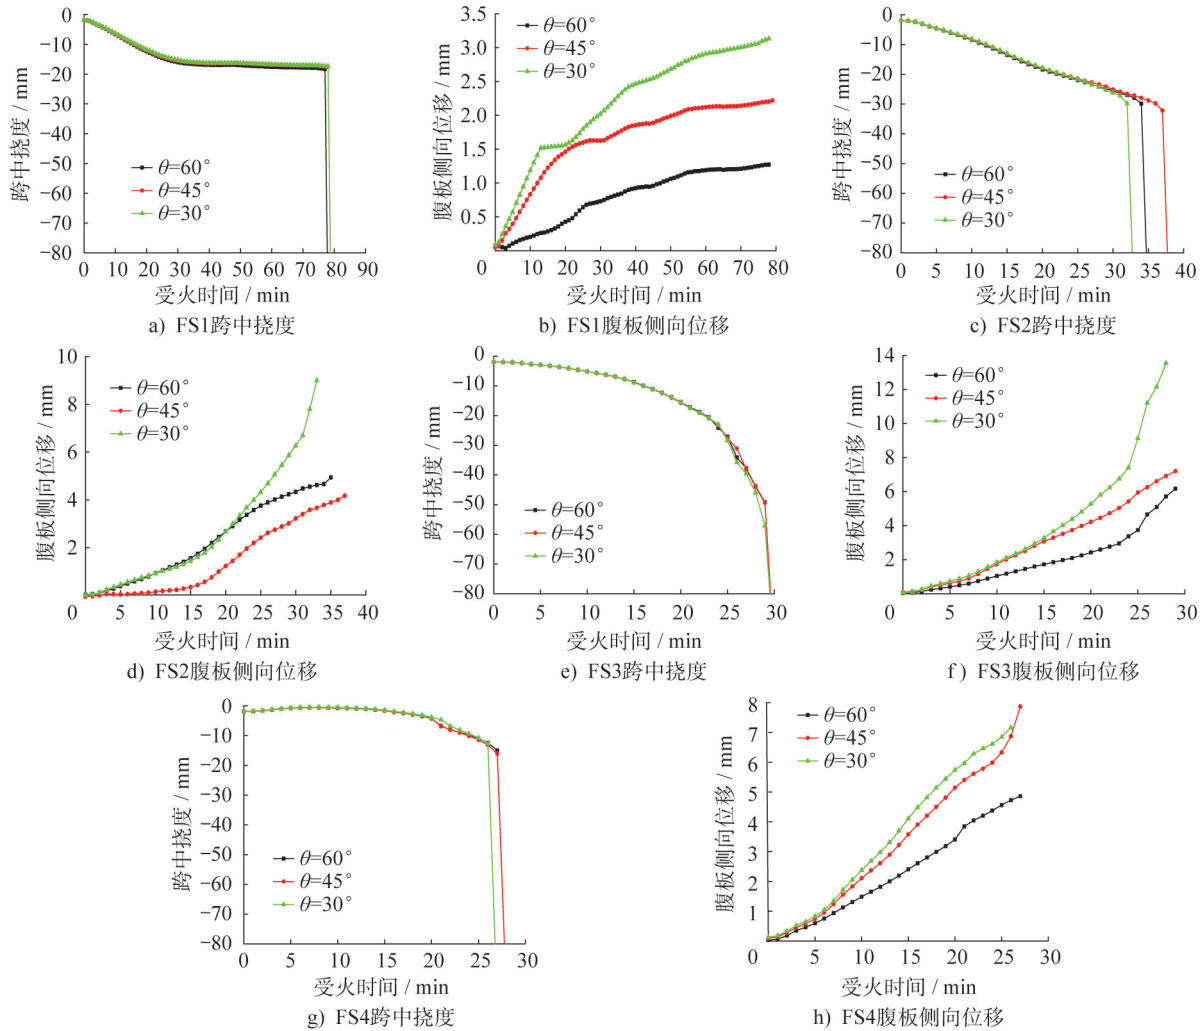 0
−10
−20
−30
−40
−50
−60
−70
−80
跨中挠度 / mm
θ=60°
θ=45°
θ=30°
0 10 20 30 40 50 60 70 80 90
受火时间 / min
a) FS1跨中挠度
3.5
3.0
2.5
2.0
1.5
1.0
0.5
腹板侧向位移 / mm
θ=60°
θ=45°
θ=30°
0 10 20 30 40 50 60 70 80
受火时间 / min
b) FS1腹板侧向位移
0
−10
−20
−30
−40
−50
−60
−70
−80
跨中挠度 / mm
θ=60°
θ=45°
θ=30°
0 5 10 15 20 25 30 35 40
受火时间 / min
c) FS2跨中挠度
10
8
6
4
2
腹板侧向位移 / mm
θ=60°
θ=45°
θ=30°
0 5 10 15 20 25 30 35 40
受火时间 / min
d) FS2腹板侧向位移
0
−10
−20
−30
−40
−50
−60
−70
−80
跨中挠度 / mm
θ=60°
θ=45°
θ=30°
0 5 10 15 20 25 30
受火时间 / min
e) FS3跨中挠度
14
12
10
8
6
4
2
腹板侧向位移 / mm
θ=60°
θ=45°
θ=30°
0 5 10 15 20 25 30
受火时间 / min
f) FS3腹板侧向位移
0
−10
−20
−30
−40
−50
−60
−70
−80
跨中挠度 / mm
θ=60°
θ=45°
θ=30°
0 5 10 15 20 25 30
受火时间 / min
g) FS4跨中挠度
8
7
6
5
4
3
2
1
腹板侧向位移 / mm
θ=60°
θ=45°
θ=30°
0 5 10 15 20 25 30
受火时间 / min
h) FS4腹板侧向位移